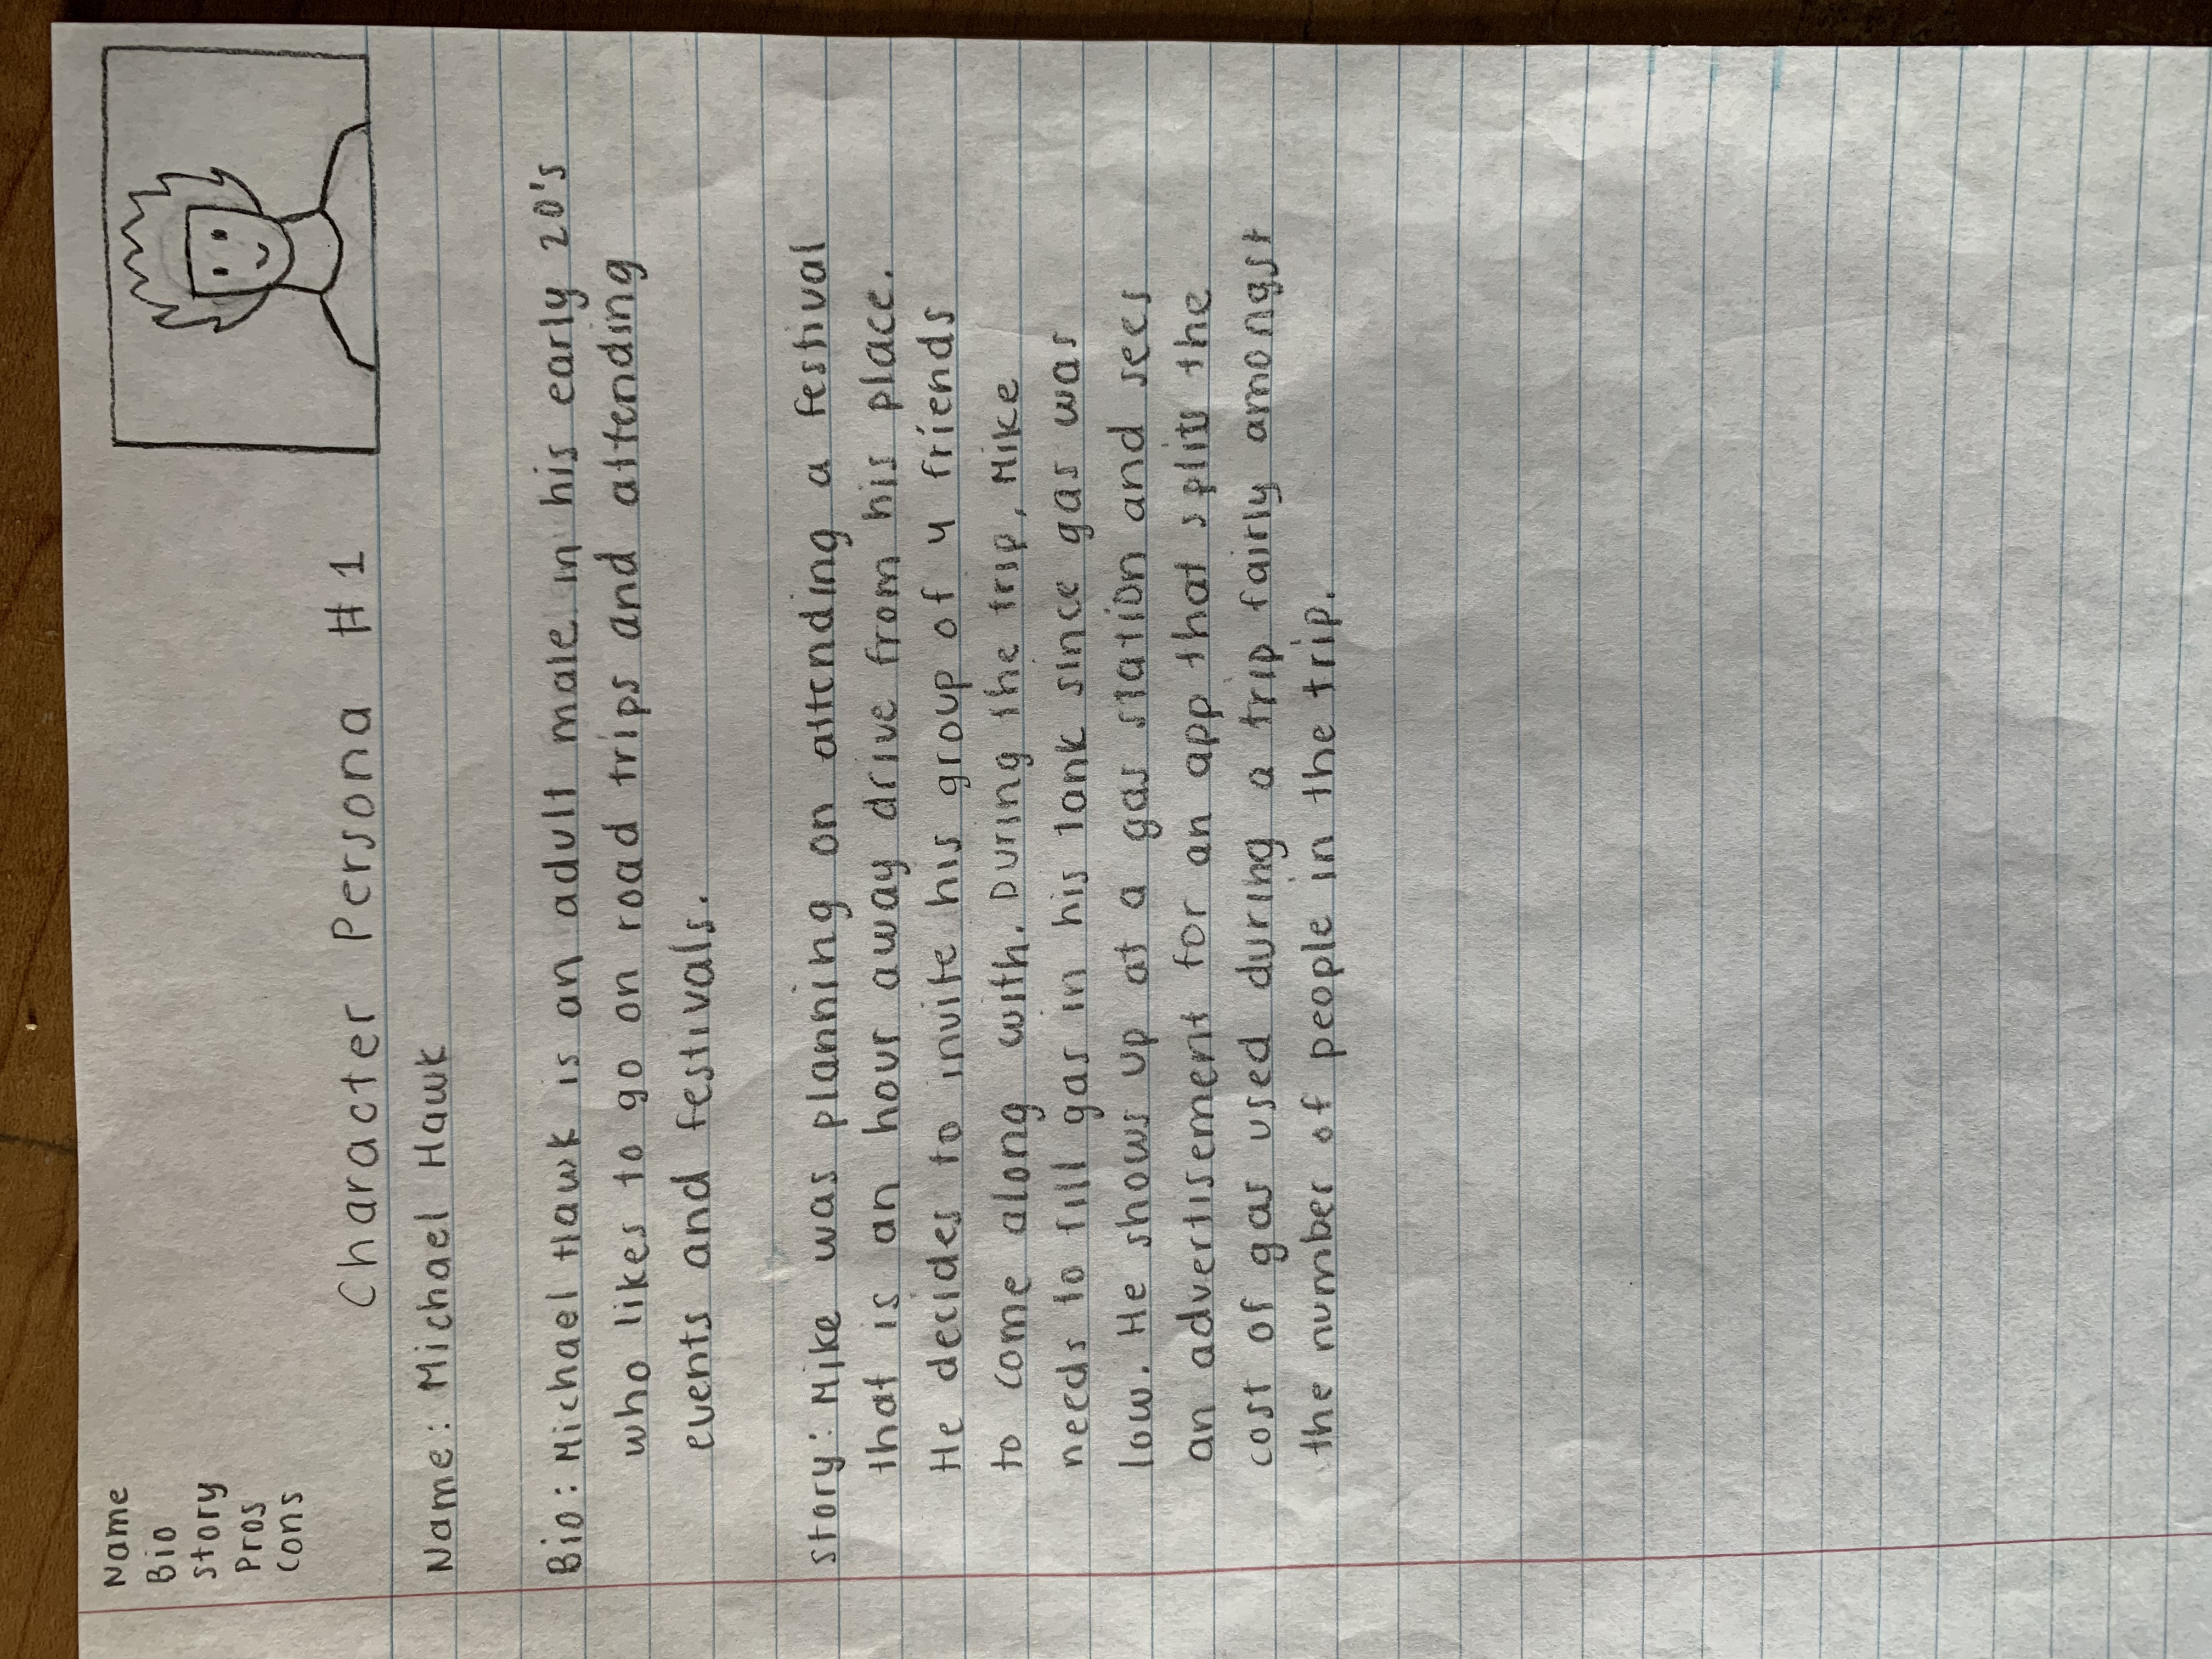 Name
Bio
Story
Pros
Cons
Character Persona #1
Name: Michael Hawk
Bio: Michael Hawk is an adult male in his early 20's
who likes to go on road trips and attending
events and festivals.
Story: Mike was planning on attending a festival
that is an hour away drive from his place.
He decides to invite his group of 4 friends
to come along with. During the trip, Mike
needs to fill gas in his tank since gas was
low. He shows up at a gas station and sees
an advertisement for an app that splits the
cost of gas used during a trip fairly amongst
the number of people in the trip.